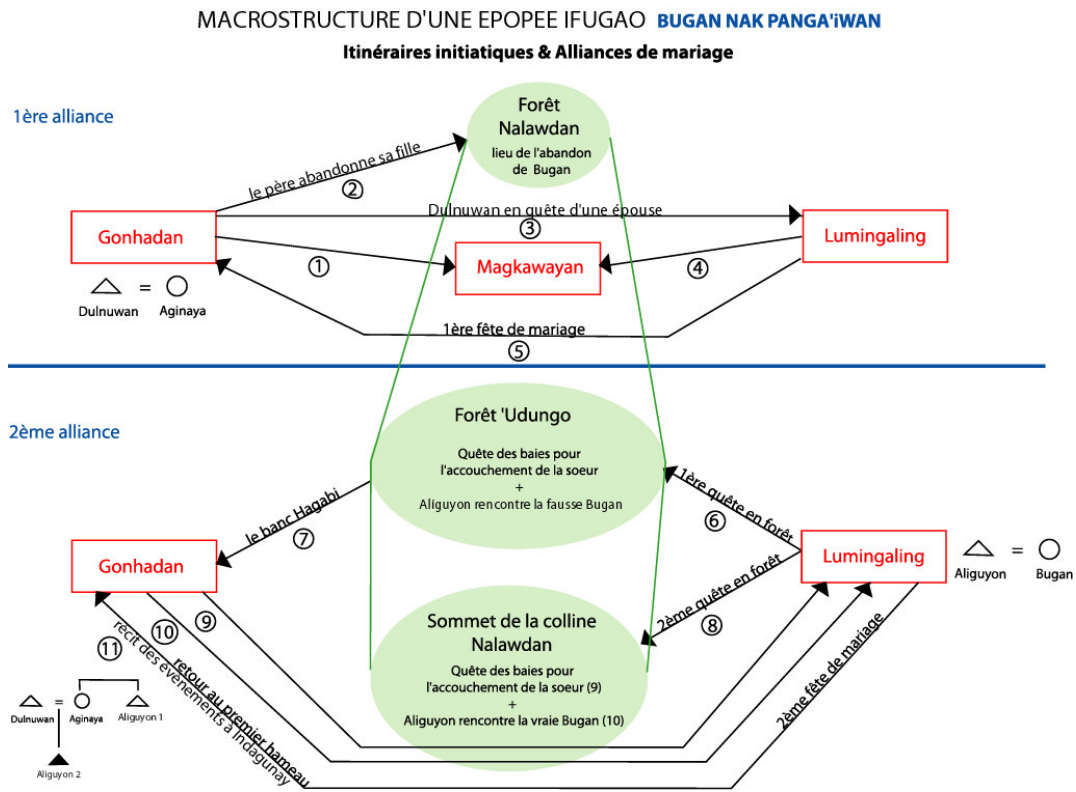 MACROSTRUCTURE D'UNE EPOPEE IFUGAO BUGAN NAK PANGA'iWAN
Itinéraires initiatiques & Alliances de mariage
1ère alliance
Forêt
Nalawdan
lieu de l'abandon
de Bugan
le père abandonne sa fille
2
Dulnuwan en quête d'une épouse
3
Gonhadan
Lumingaling
Magkawayan
1
4
=
Dulnuwan
Aginaya
1ère fête de mariage
5
2ème alliance
Forêt 'Udungo
Quête des baies pour
l'accouchement de la soeur
+
Aliguyon rencontre la fausse Bugan
le banc Hagabi
7
1ère quête en forêt
6
Gonhadan
Lumingaling
=
Aliguyon
Bugan
2ème quête en forêt
8
Sommet de la colline
Nalawdan
Quête des baies pour
l'accouchement de la soeur (9)
+
Aliguyon rencontre la vraie Bugan (10)
9
10
11
retour au premier hameau
récit des évènements à Indagunay
2ème fête de mariage
=
Dulnuwan
Aginaya
Aliguyon 1
Aliguyon 2